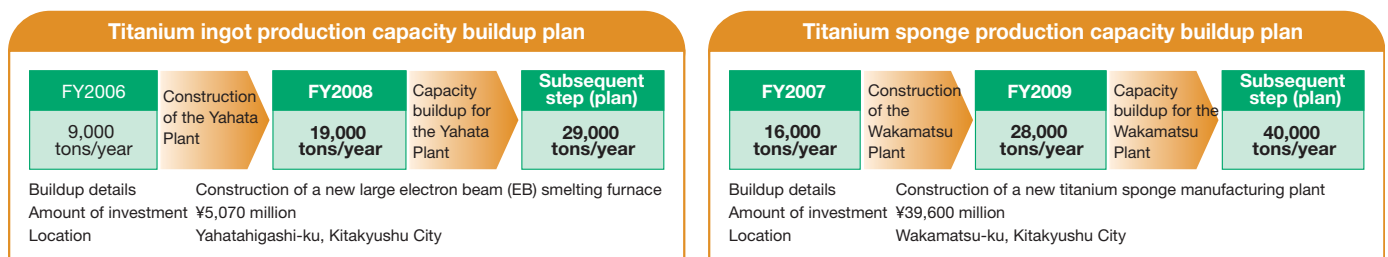 Titanium ingot production capacity buildup plan
FY2006
9,000
tons/year
Construction
of the Yahata
Plant
FY2008
19,000
tons/year
Capacity
buildup for
the Yahata
Plant
Subsequent
step (plan)
29,000
tons/year
Buildup details Construction of a new large electron beam (EB) smelting furnace
Amount of investment ¥5,070 million
Location Yahatahigashi-ku, Kitakyushu City
Titanium sponge production capacity buildup plan
FY2007
16,000
tons/year
Construction
of the
Wakamatsu
Plant
FY2009
28,000
tons/year
Capacity
buildup for the
Wakamatsu
Plant
Subsequent
step (plan)
40,000
tons/year
Buildup details Construction of a new titanium sponge manufacturing plant
Amount of investment ¥39,600 million
Location Wakamatsu-ku, Kitakyushu City